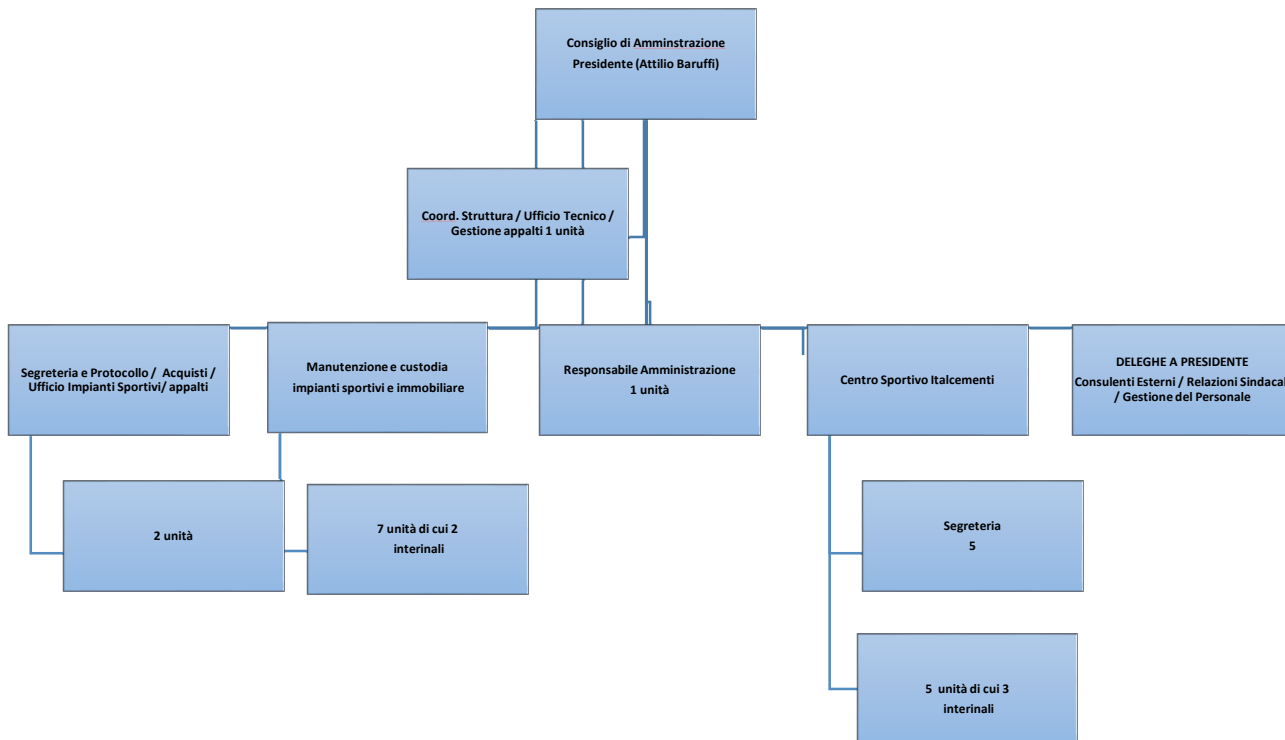 Consiglio di Amminstrazione
Presidente (Attilio Baruffi)
Coord. Struttura / Ufficio Tecnico /
Gestione appalti 1 unità
Segreteria e Protocollo / Acquisti /
Ufficio Impianti Sportivi/ appalti
Manutenzione e custodia
impianti sportivi e immobiliare
Responsabile Amministrazione
1 unità
Centro Sportivo Italcementi
DELEGHE A PRESIDENTE
Consulenti Esterni / Relazioni Sindacal
/ Gestione del Personale
2 unità
7 unità di cui 2
interinali
Segreteria
5
5 unità di cui 3
interinali